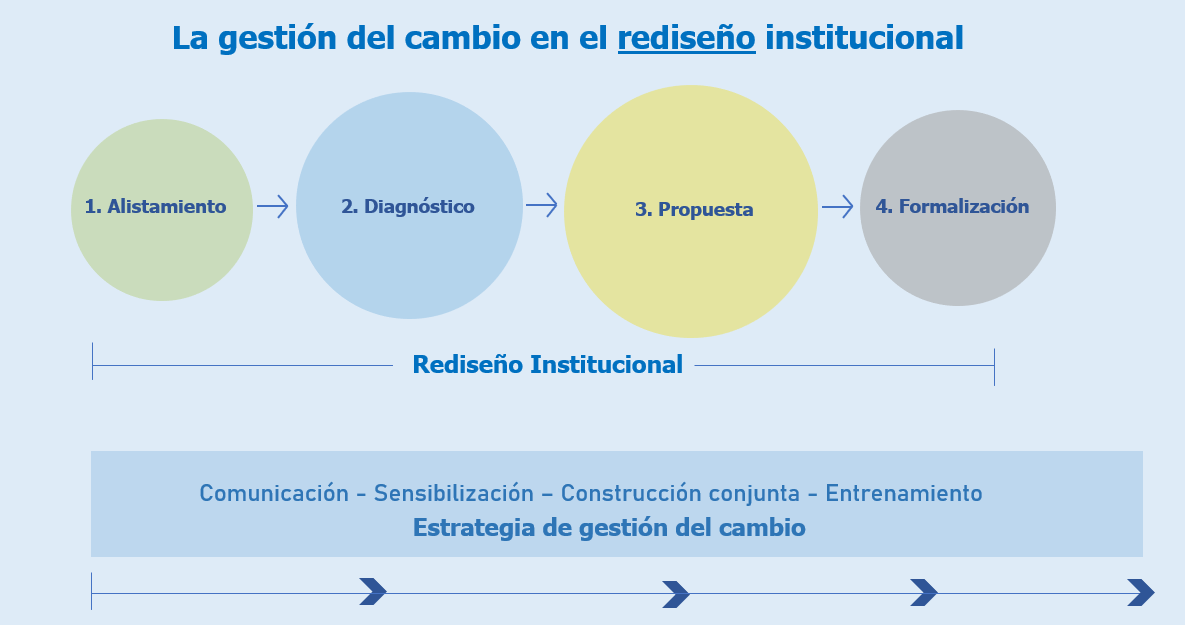 La gestión del cambio en el rediseño institucional
1. Alistamiento
2. Diagnóstico
3. Propuesta
4. Formalización
Rediseño Institucional
Comunicación - Sensibilización – Construcción conjunta - Entrenamiento
Estrategia de gestión del cambio